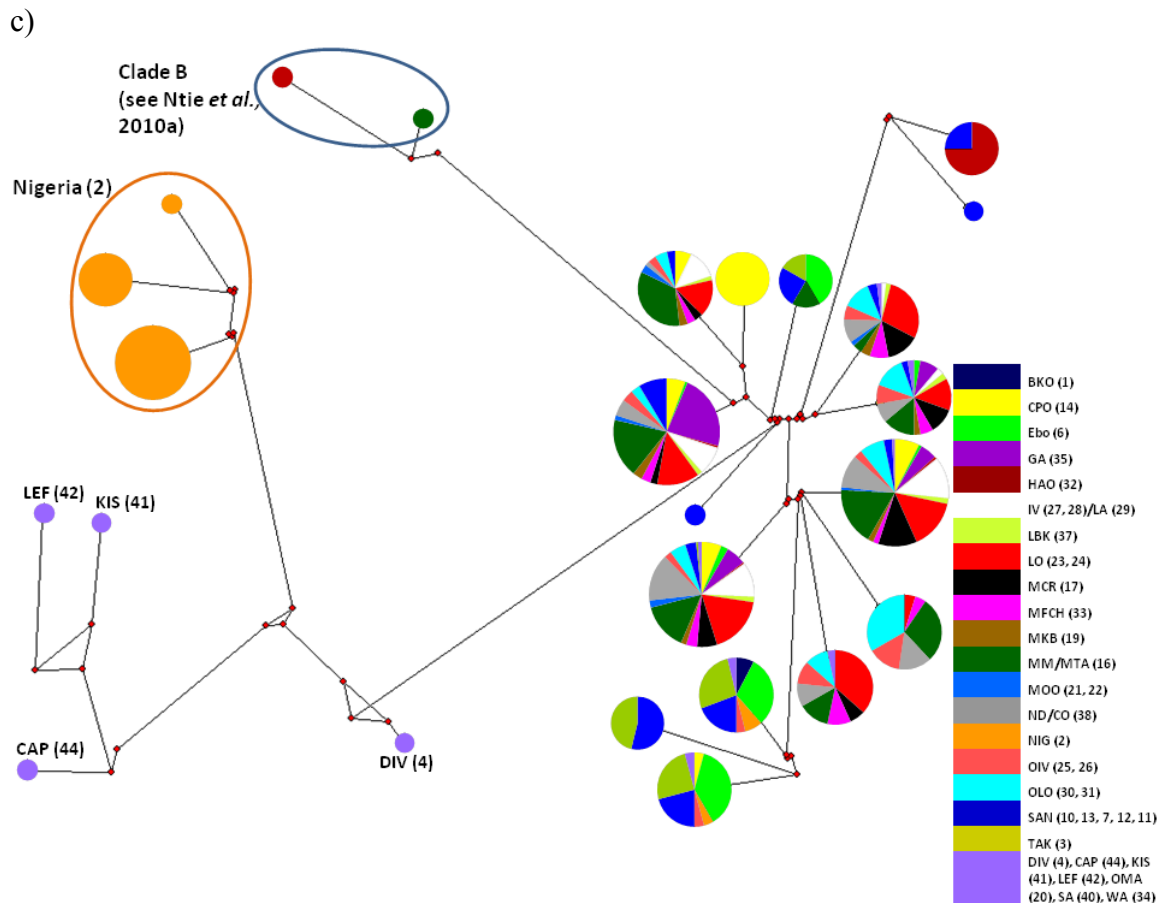 c)
Clade B
(see Ntie et al.,
2010a)
Nigeria (2)
LEF (42)
KIS (41)
CAP (44)
DIV (4)
BKO (1)
CPO (14)
Ebo (6)
GA (35)
HAO (32)
IV (27, 28)/LA (29)
LBK (37)
LO (23, 24)
MCR (17)
MFCH (33)
MKB (19)
MM/MTA (16)
MOO (21, 22)
ND/CO (38)
NIG (2)
OIV (25, 26)
OLO (30, 31)
SAN (10, 13, 7, 12, 11)
TAK (3)
DIV (4), CAP (44), KIS
(41), LEF (42), OMA
(20), SA (40), WA (34)